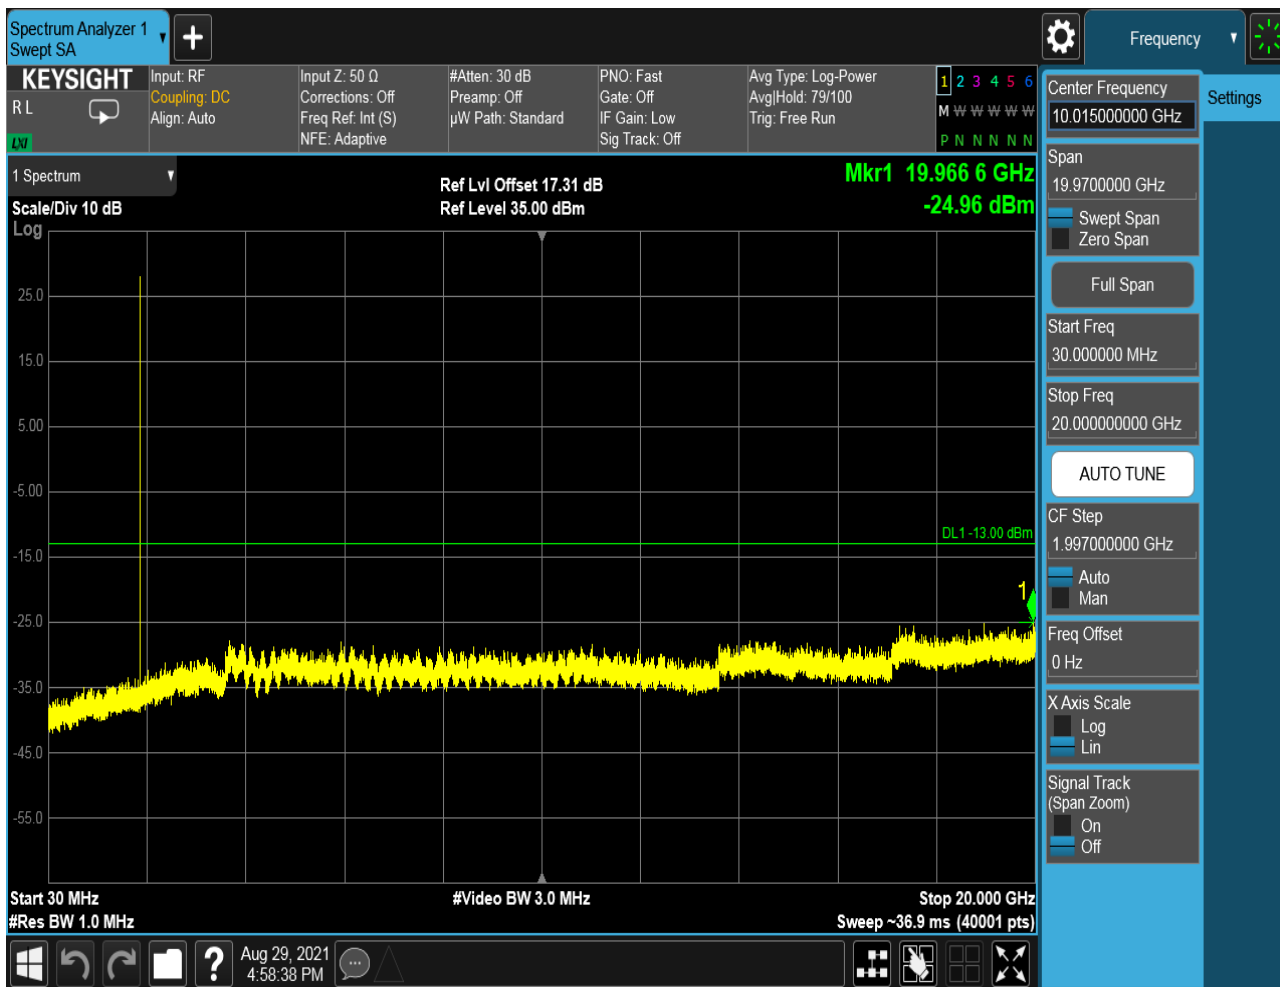 Spectrum Analyzer 1
Swept SA
Frequency
KEYSIGHT
R L
LXI
Input: RF
Coupling: DC
Align: Auto
Input Z: 50 Ω
Corrections: Off
Freq Ref: Int (S)
NFE: Adaptive
#Atten: 30 dB
Preamp: Off
µW Path: Standard
PNO: Fast
Gate: Off
IF Gain: Low
Sig Track: Off
Avg Type: Log-Power
Avg|Hold: 79/100
Trig: Free Run
1 2 3 4 5 6
M W W W W W
P N N N N N
1 Spectrum
Scale/Div 10 dB
Log
Ref Lvl Offset 17.31 dB
Ref Level 35.00 dBm
Mkr1 19.966 6 GHz
-24.96 dBm
25.0
15.0
5.00
-5.00
-15.0
-25.0
-35.0
-45.0
-55.0
DL1 -13.00 dBm
1
Start 30 MHz
#Res BW 1.0 MHz
#Video BW 3.0 MHz
Stop 20.000 GHz
Sweep ~36.9 ms (40001 pts)
Center Frequency
10.015000000 GHz
Settings
Span
19.9700000 GHz
Swept Span
Zero Span
Full Span
Start Freq
30.000000 MHz
Stop Freq
20.000000000 GHz
AUTO TUNE
CF Step
1.997000000 GHz
Auto
Man
Freq Offset
0 Hz
X Axis Scale
Log
Lin
Signal Track
(Span Zoom)
On
Off
?
Aug 29, 2021
4:58:38 PM